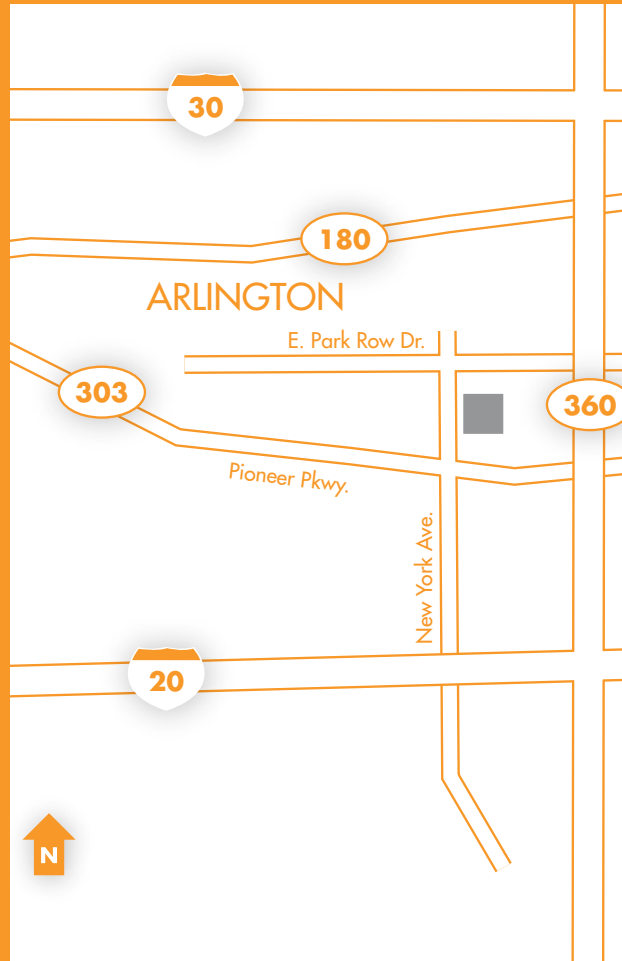 30
180
ARLINGTON
E. Park Row Dr.
303
360
Pioneer Pkwy.
New York Ave.
20
N